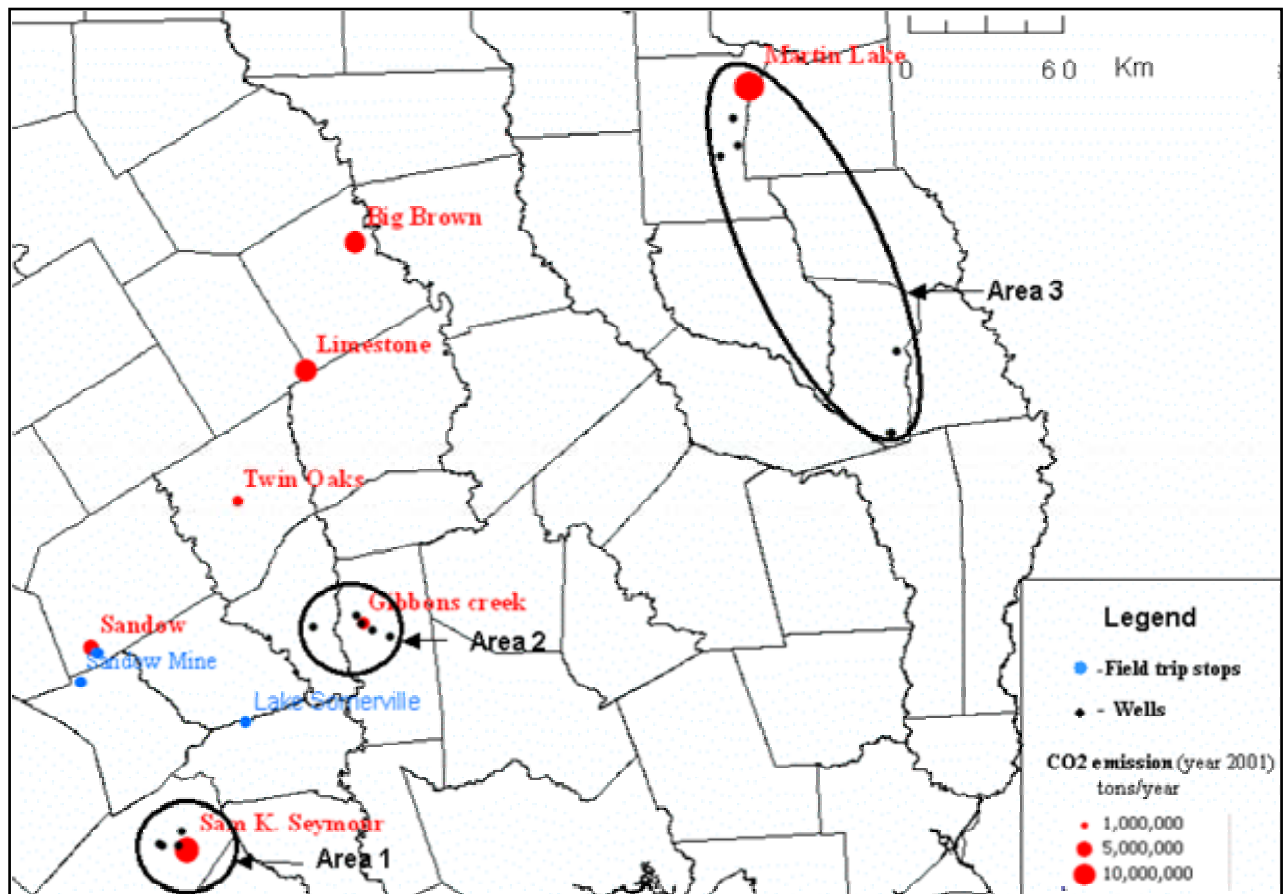 Martin Lake
0 60 Km
Big Brown
Area 3
Limestone
Twin Oaks
Gibbons creek
Area 2
Sandow
Sandow Mine
Lake Somerville
Sam K. Seymour
Area 1
Legend
-Field trip stops
- Wells
CO2 emission (year 2001)
tons/year
1,000,000
5,000,000
10,000,000